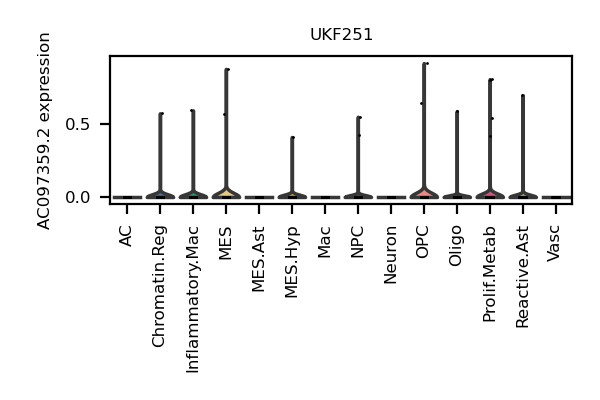 UKF251
AC097359.2 expression
0.5
0.0
AC
Chromatin.Reg
Inflammatory.Mac
MES
MES.Ast
MES.Hyp
Mac
NPC
Neuron
OPC
Oligo
Prolif.Metab
Reactive.Ast
Vasc